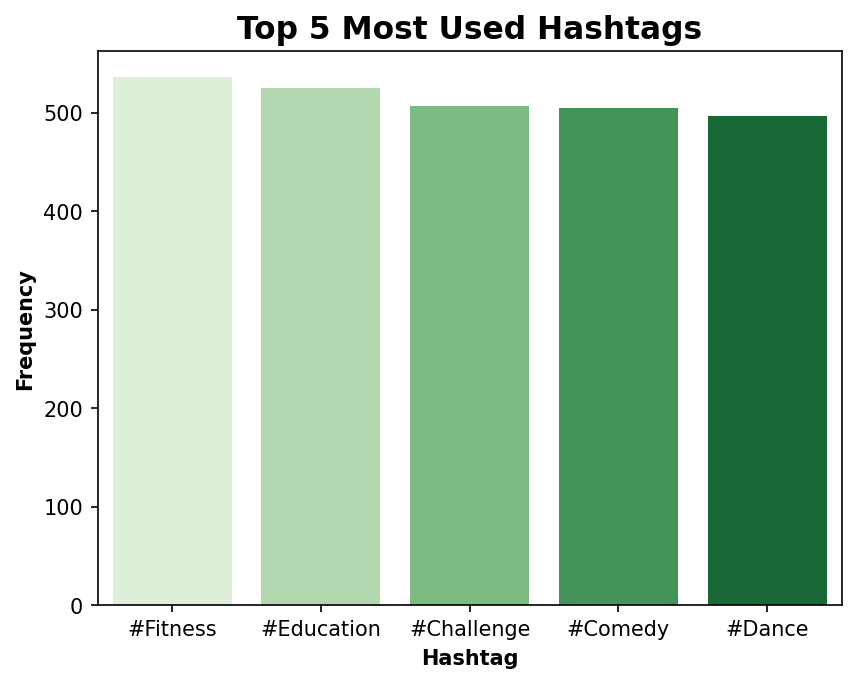 Top 5 Most Used Hashtags
Frequency
500
400
300
200
100
0
#Fitness #Education #Challenge #Comedy #Dance
Hashtag